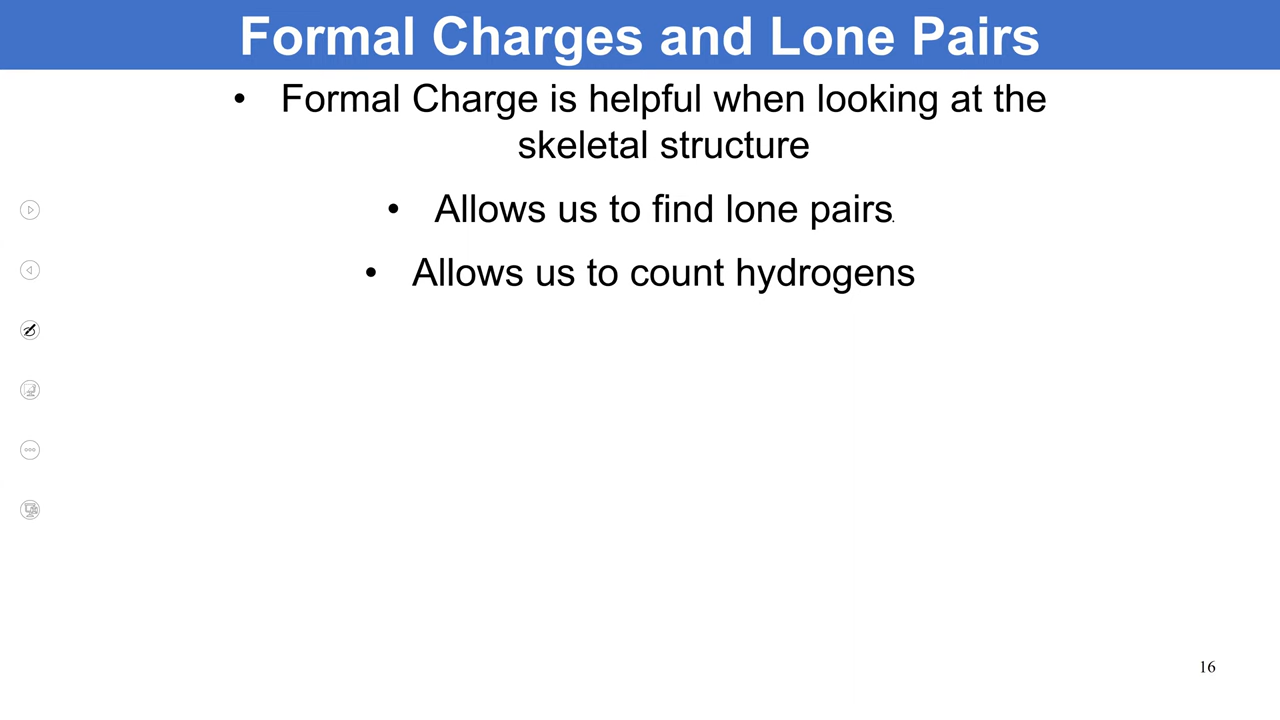 Formal Charges and Lone Pairs
• Formal Charge is helpful when looking at the
skeletal structure
• Allows us to find lone pairs.
• Allows us to count hydrogens
16